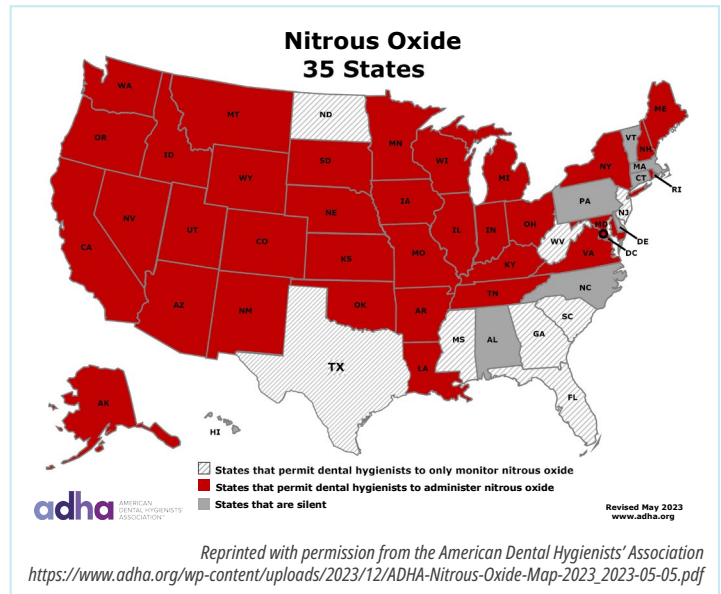 Nitrous Oxide
35 States
WA
OR
CA
NV
ID
MT
WY
UT
CO
AZ
NM
ND
SD
NE
KS
OK
TX
MN
IA
MO
AR
LA
WI
IL
IN
MI
OH
KY
TN
MS
AL
GA
FL
SC
NC
VA
WV
PA
NY
VT
NH
ME
MA
CT
RI
NJ
DE
MD
DC
AK
HI
States that permit dental hygienists to only monitor nitrous oxide
States that permit dental hygienists to administer nitrous oxide
States that are silent
adha
AMERICAN
DENTAL HYGIENISTS'
ASSOCIATION™
Revised May 2023
www.adha.org
Reprinted with permission from the American Dental Hygienists’ Association
https://www.adha.org/wp-content/uploads/2023/12/ADHA-Nitrous-Oxide-Map-2023_2023-05-05.pdf